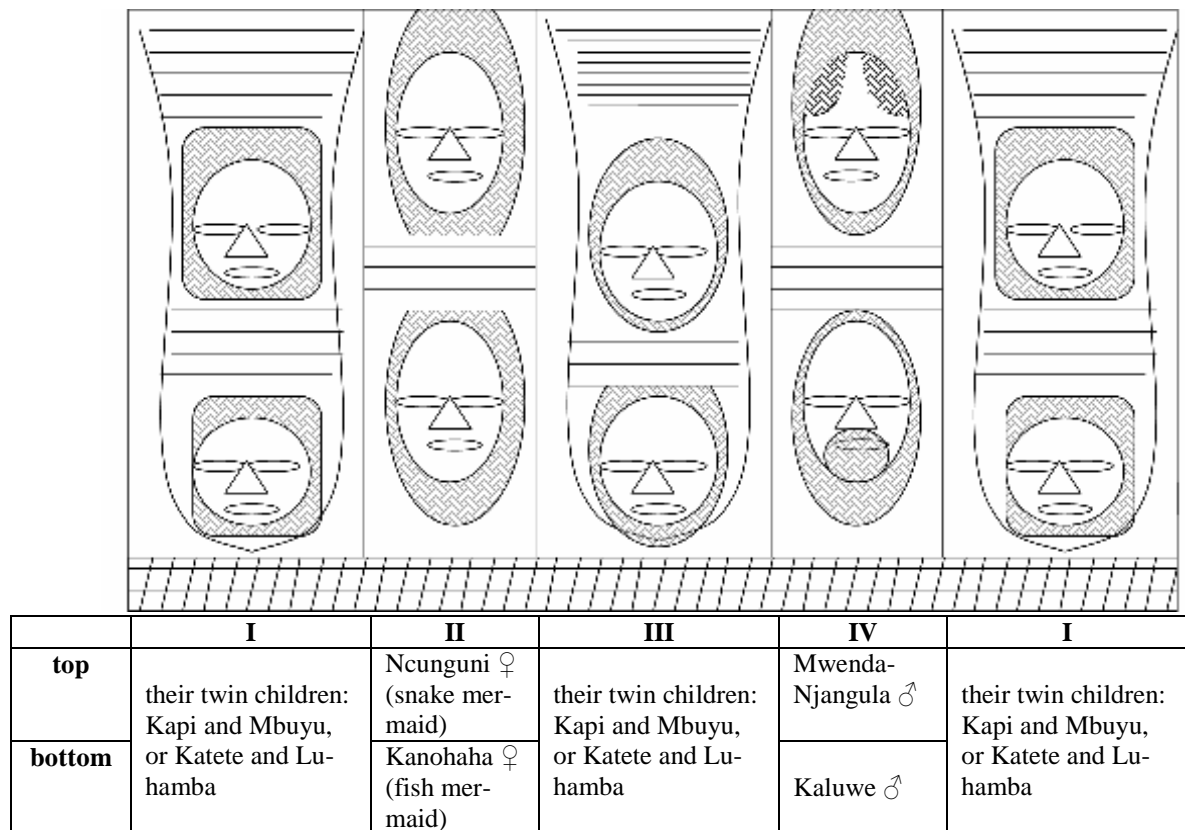 I II III IV I
top
their twin children:
Kapi and Mbuyu,
or Katete and Lu-
hamba
Ncunguni ♀
(snake mer-
maid)
their twin children:
Kapi and Mbuyu,
or Katete and Lu-
hamba
Mwenda-
Njangula ♂
their twin children:
Kapi and Mbuyu,
or Katete and Lu-
hamba
bottom
Kanohaha ♀
(fish mer-
maid)
Kaluwe ♂